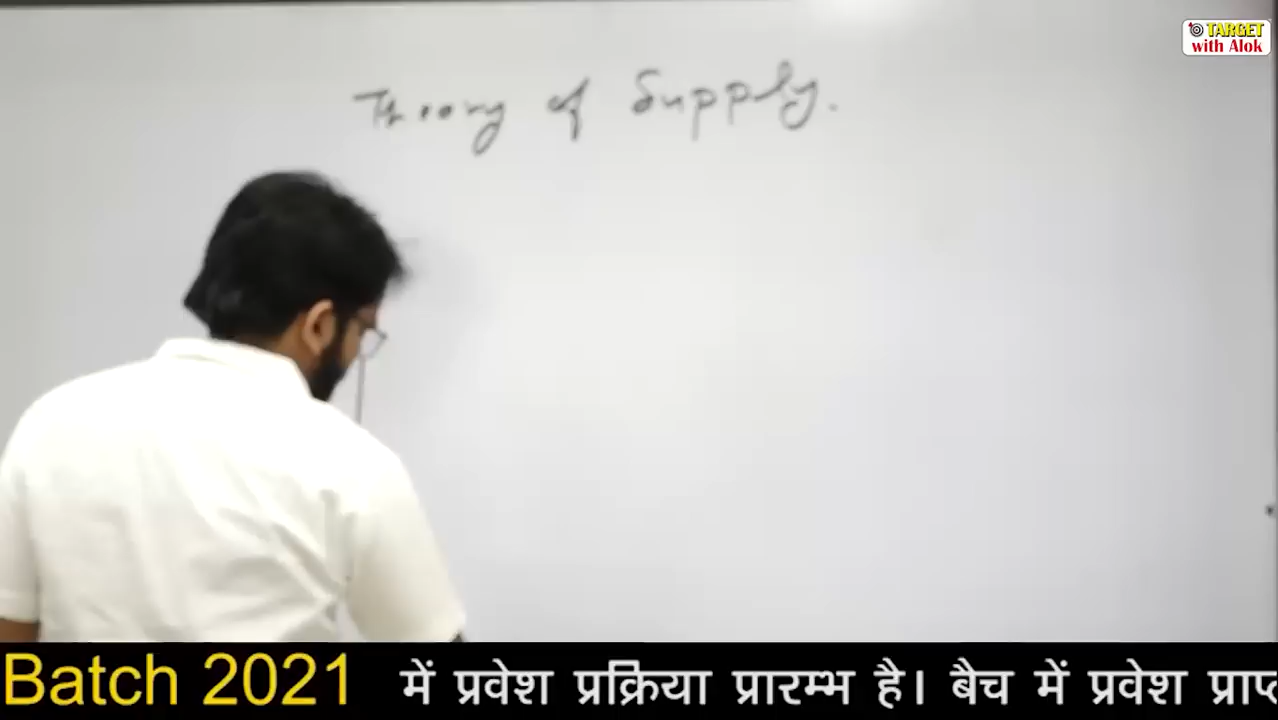 TARGET
with Alok
Theory of Supply.
Batch 2021 में प्रवेश प्रक्रिया प्रारम्भ है। बैच में प्रवेश